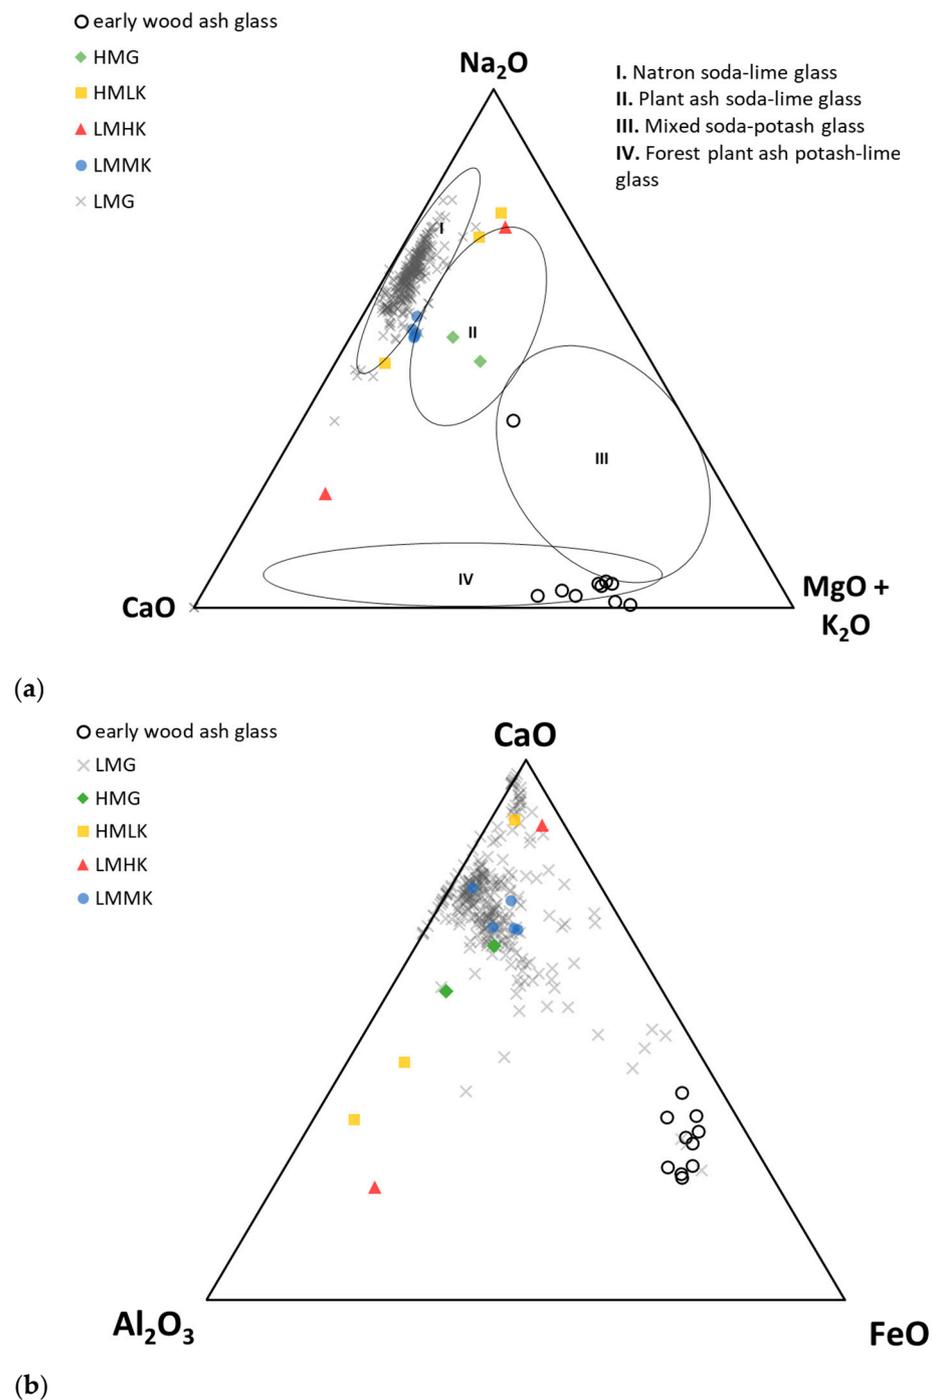 early wood ash glass
HMG
HMLK
LMHK
LMMK
LMG
Na₂O
I. Natron soda-lime glass
II. Plant ash soda-lime glass
III. Mixed soda-potash glass
IV. Forest plant ash potash-lime
glass
I
II
III
IV
CaO
MgO +
K₂O
(a)
early wood ash glass
LMG
HMG
HMLK
LMHK
LMMK
CaO
Al₂O₃
FeO
(b)